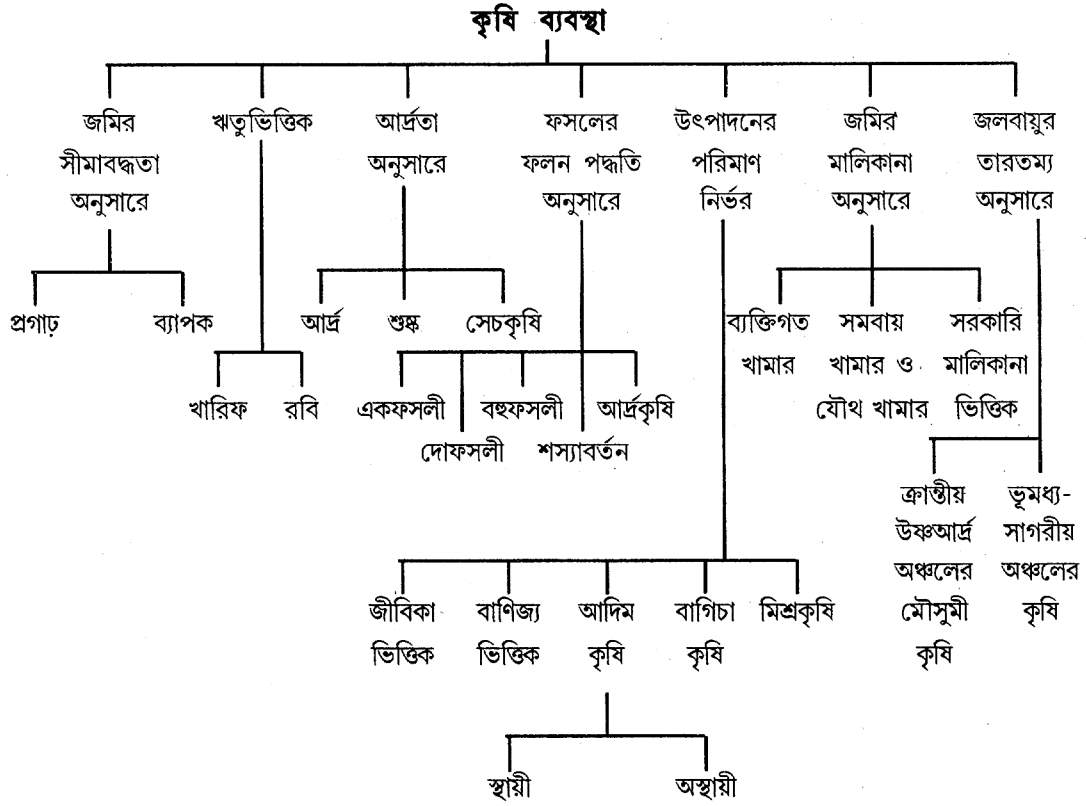 কৃষি ব্যবস্থা
জমির
সীমাবদ্ধতা
অনুসারে
ঋতুভিত্তিক
আর্দ্রতা
অনুসারে
ফসলের
ফলন পদ্ধতি
অনুসারে
উৎপাদনের
পরিমাণ
নির্ভর
জমির
মালিকানা
অনুসারে
জলবায়ুর
তারতম্য
অনুসারে
প্রগাঢ়
ব্যাপক
খারিফ
রবি
আর্দ্র
শুষ্ক
সেচকৃষি
একফসলী
দোফসলী
বহুফসলী
শস্যাবর্তন
আর্দ্রকৃষি
ব্যক্তিগত
খামার
সমবায়
খামার ও
যৌথ খামার
সরকারি
মালিকানা
ভিত্তিক
ক্রান্তীয়
উষ্ণআর্দ্র
অঞ্চলের
মৌসুমী
কৃষি
ভূমধ্য-
সাগরীয়
অঞ্চলের
কৃষি
জীবিকা
ভিত্তিক
বাণিজ্য
ভিত্তিক
আদিম
কৃষি
বাগিচা
কৃষি
মিশ্রকৃষি
স্থায়ী
অস্থায়ী